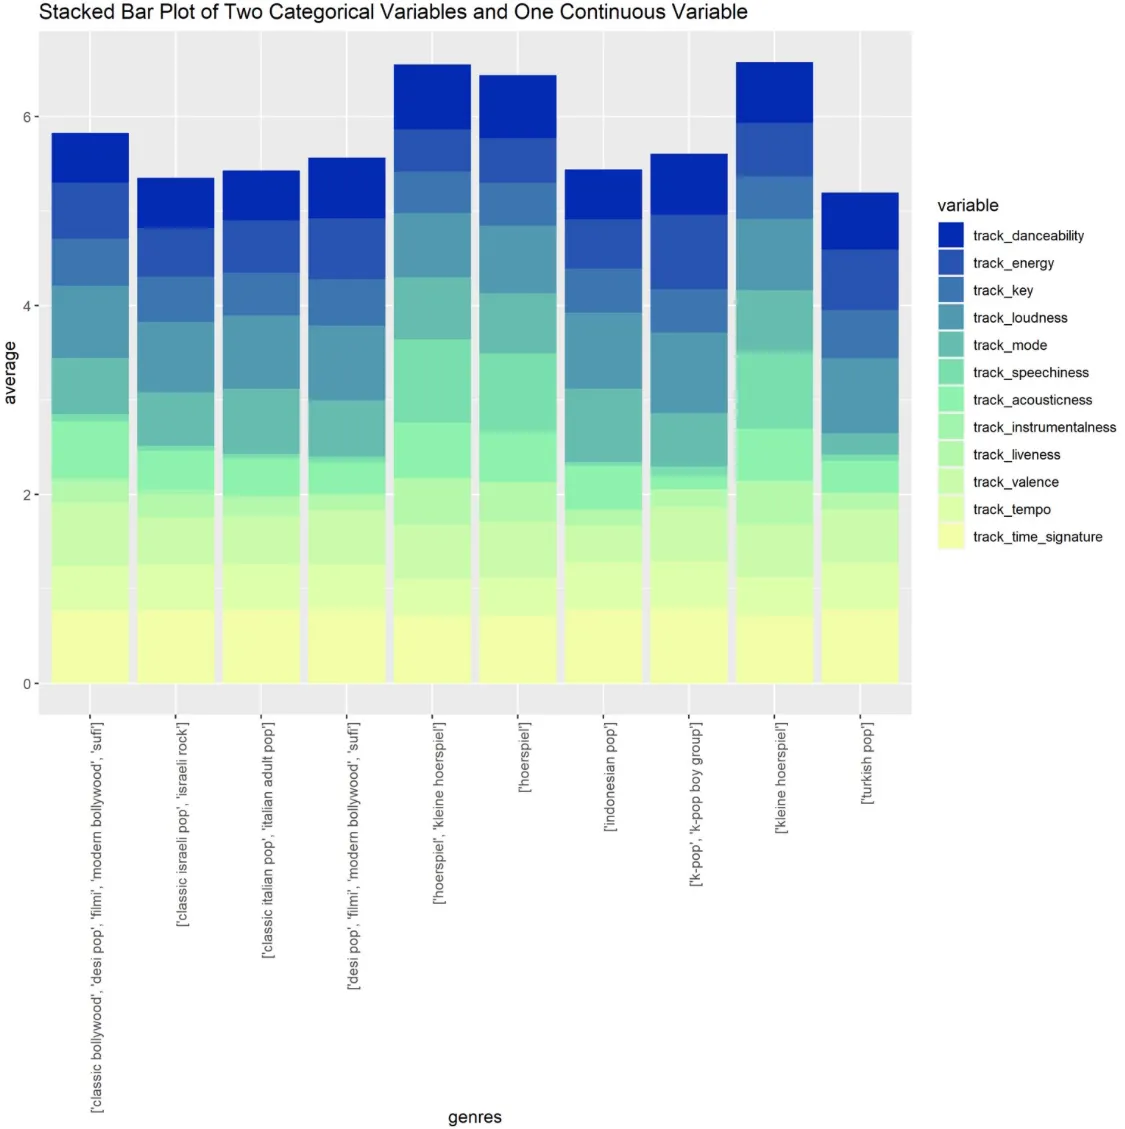 Stacked Bar Plot of Two Categorical Variables and One Continuous Variable
6
4
2
0
average
variable
track_danceability
track_energy
track_key
track_loudness
track_mode
track_speechiness
track_acousticness
track_instrumentalness
track_liveness
track_valence
track_tempo
track_time_signature
['classic bollywood', 'desi pop', 'filmi', 'modern bollywood', 'sufi']
['classic israeli pop', 'israeli rock']
['classic italian pop', 'italian adult pop']
['desi pop', 'filmi', 'modern bollywood', 'sufi']
['hoerspiel', 'kleine hoerspiel']
['hoerspiel']
['indonesian pop']
['k-pop', 'k-pop boy group']
['kleine hoerspiel']
['turkish pop']
genres